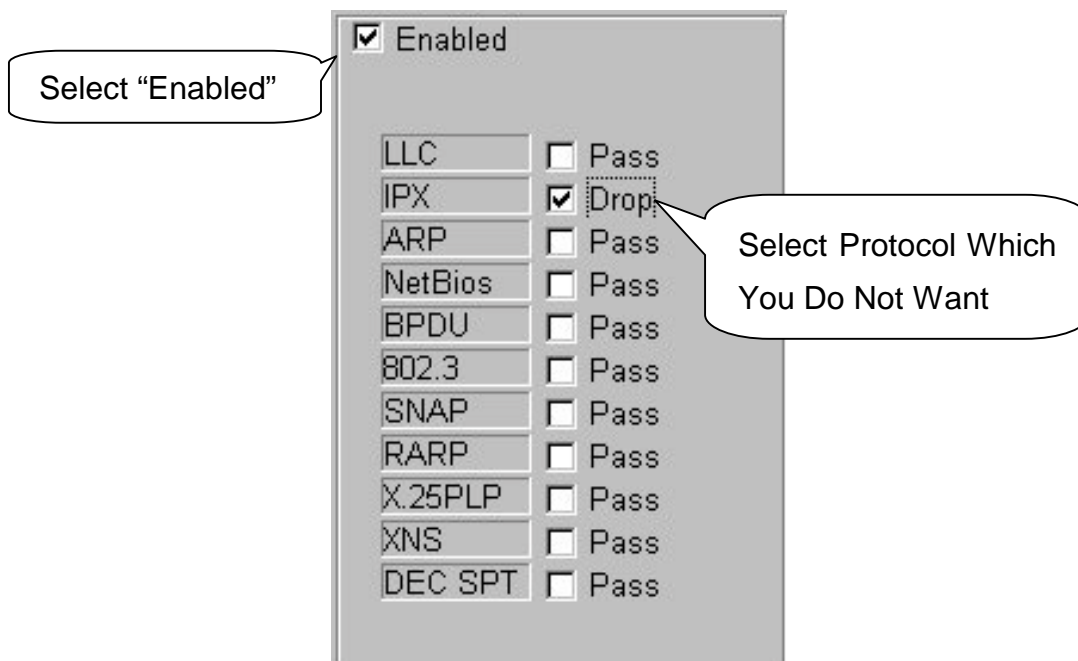 Enabled
Select “Enabled”
LLC Pass
IPX Drop
ARP Pass
NetBios Pass
BPDU Pass
802.3 Pass
SNAP Pass
RARP Pass
X.25PLP Pass
XNS Pass
DEC SPT Pass
Select Protocol Which
You Do Not Want